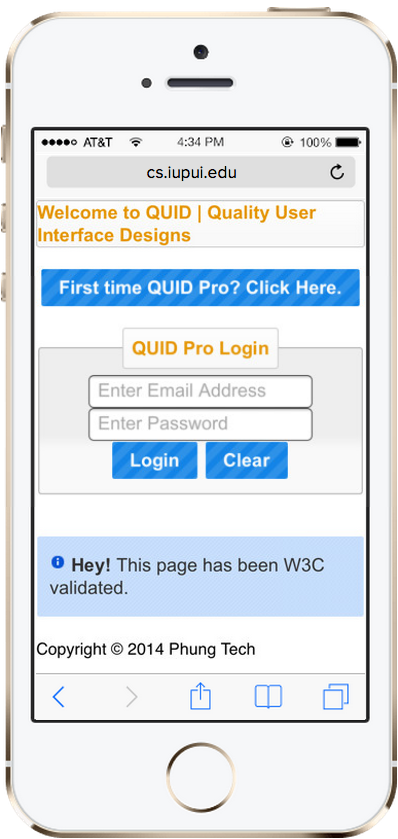 AT&T 4:34 PM 100%
cs.iupui.edu
Welcome to QUID | Quality User
Interface Designs
First time QUID Pro? Click Here.
QUID Pro Login
Enter Email Address
Enter Password
Login Clear
Hey! This page has been W3C
validated.
Copyright © 2014 Phung Tech